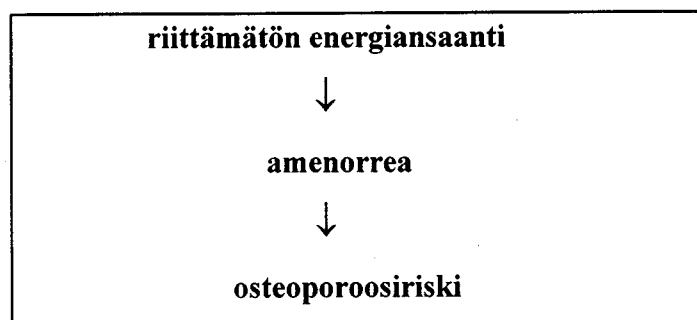 riittämätön energiansaanti
↓
amenorrea
↓
osteoporoosiriski